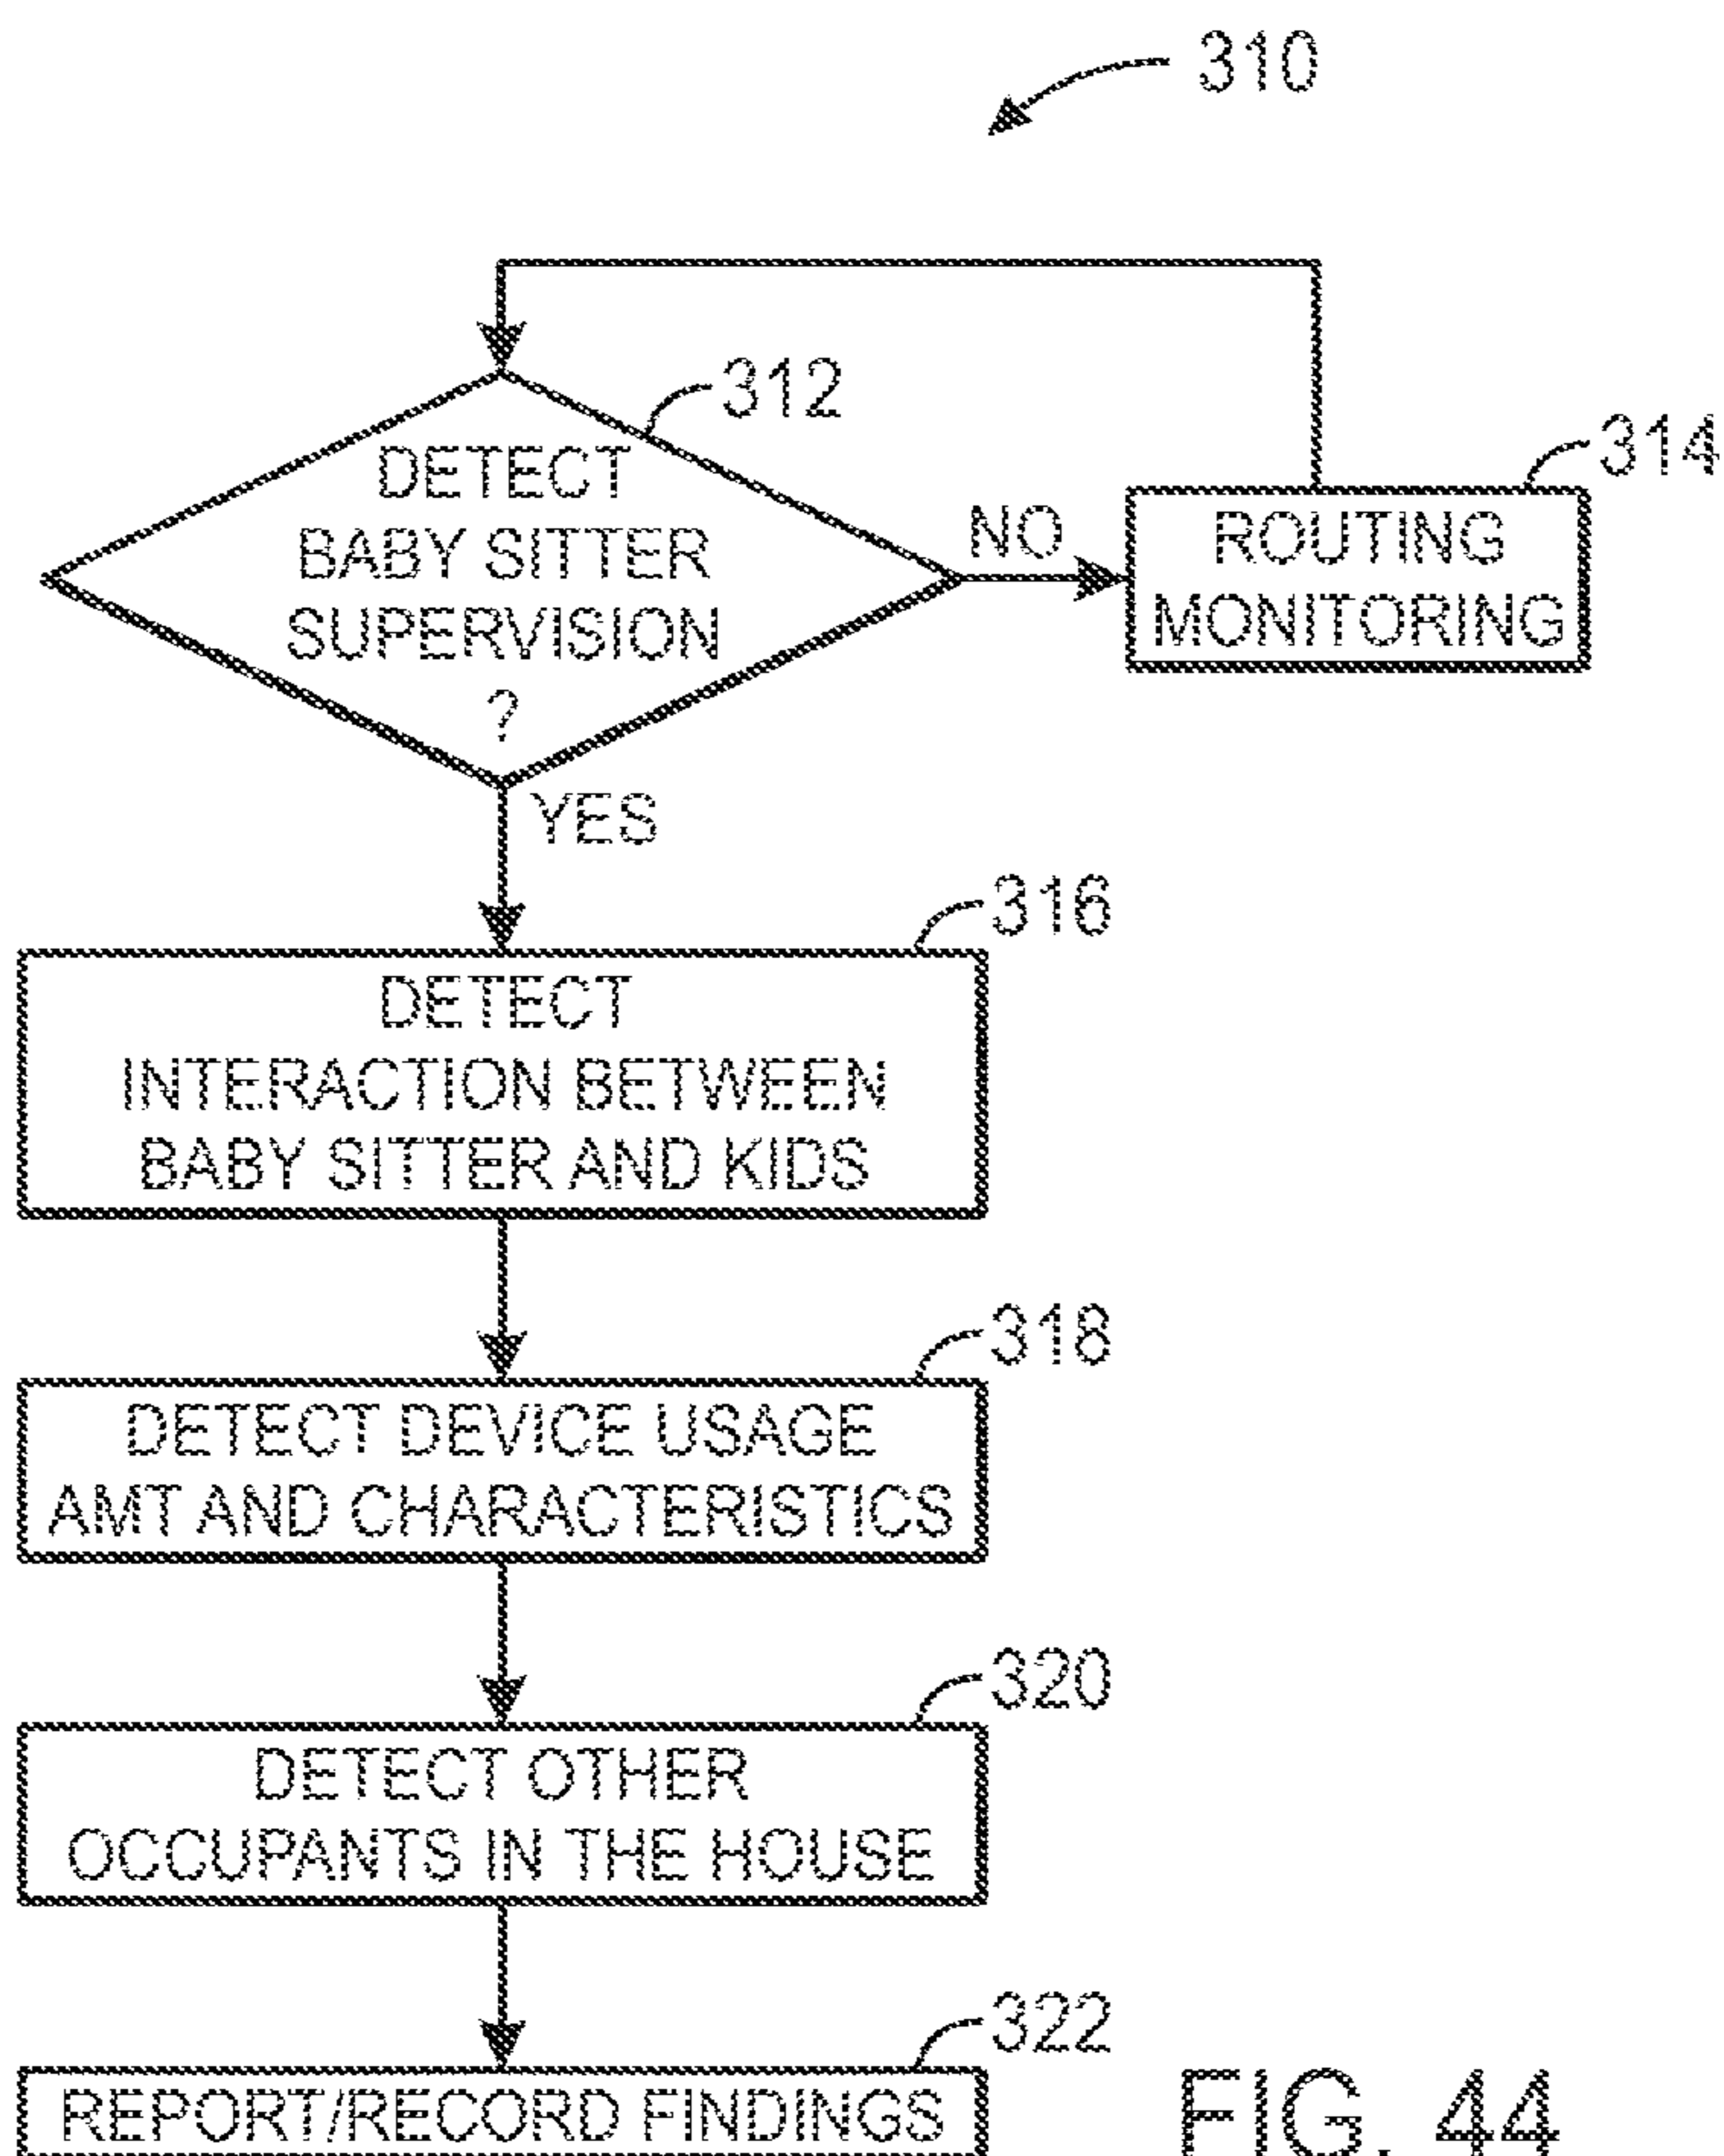 310
312
DETECT
BABY SITTER
SUPERVISION
?
NO
314
ROUTING
MONITORING
YES
316
DETECT
INTERACTION BETWEEN
BABY SITTER AND KIDS
318
DETECT DEVICE USAGE
AMT AND CHARACTERISTICS
320
DETECT OTHER
OCCUPANTS IN THE HOUSE
322
REPORT/RECORD FINDINGS
FIG. 44